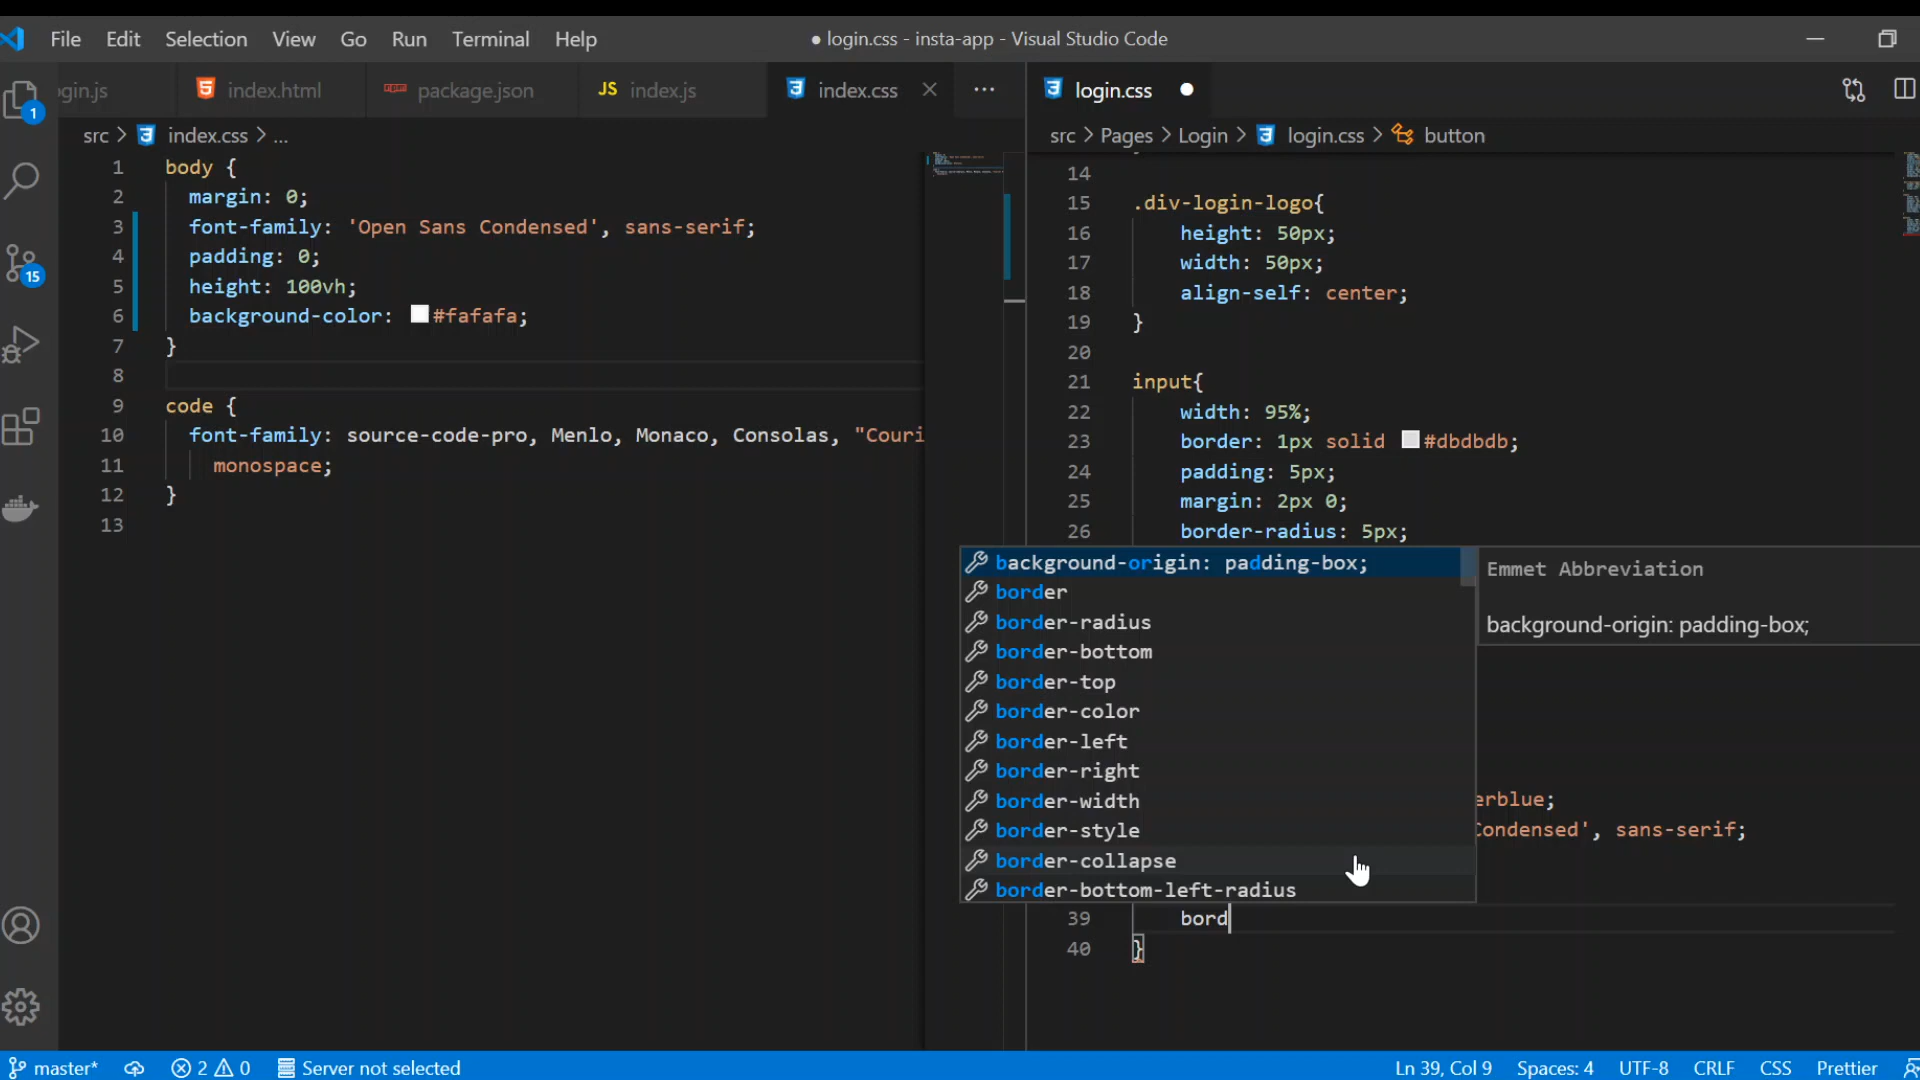 File Edit Selection View Go Run Terminal Help
● login.css - insta-app - Visual Studio Code
gin.js index.html package.json JS index.js index.css
login.css
1
15
src > index.css > ...
1 body {
2 margin: 0;
3 font-family: 'Open Sans Condensed', sans-serif;
4 padding: 0;
5 height: 100vh;
6 background-color: #fafafa;
7 }
8
9 code {
10 font-family: source-code-pro, Menlo, Monaco, Consolas, "Couri
11 monospace;
12 }
13
src > Pages > Login > login.css > button
14
15 .div-login-logo{
16 height: 50px;
17 width: 50px;
18 align-self: center;
19 }
20
21 input{
22 width: 95%;
23 border: 1px solid #dbdbdb;
24 padding: 5px;
25 margin: 2px 0;
26 border-radius: 5px;
background-origin: padding-box;
border
border-radius
border-bottom
border-top
border-color
border-left
border-right
border-width
border-style
border-collapse
border-bottom-left-radius
Emmet Abbreviation
background-origin: padding-box;
erblue;
Condensed', sans-serif;
39 bord
40 }
master* 2 0 Server not selected
Ln 39, Col 9 Spaces: 4 UTF-8 CRLF CSS Prettier